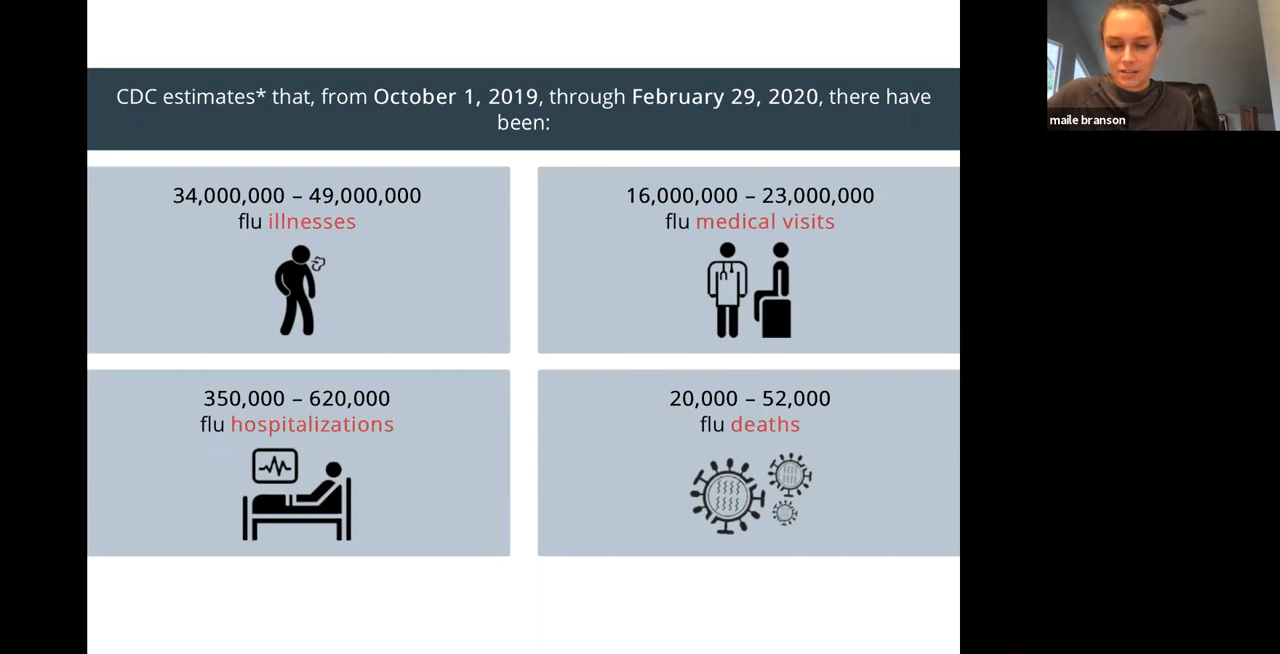 CDC estimates* that, from October 1, 2019, through February 29, 2020, there have
been:
34,000,000 – 49,000,000
flu illnesses
16,000,000 – 23,000,000
flu medical visits
350,000 – 620,000
flu hospitalizations
20,000 – 52,000
flu deaths
maile branson